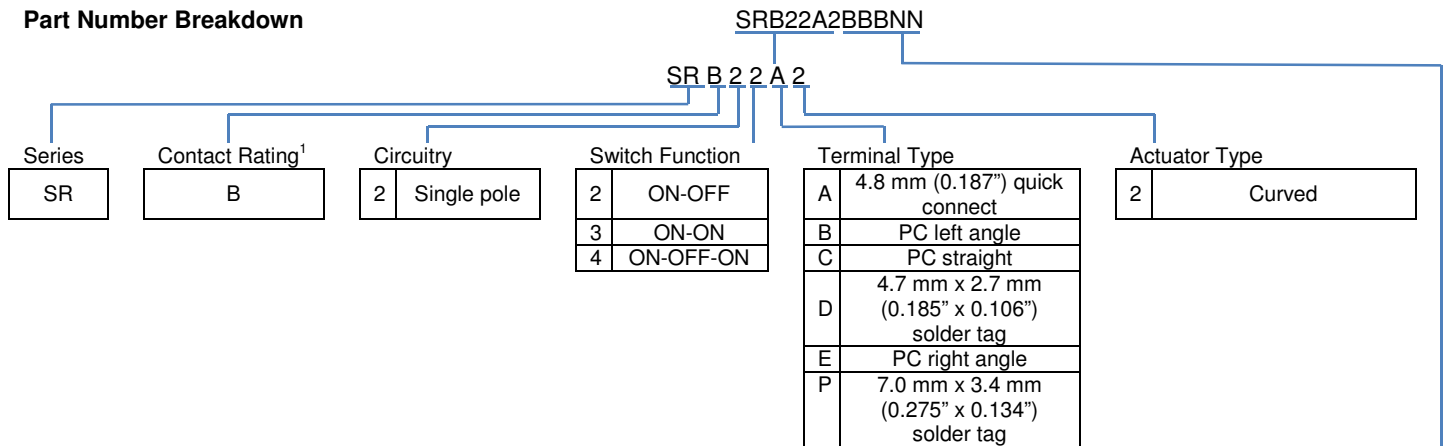 Part Number Breakdown
SRB22A2BBBNN
SR B 2 2 A 2
Series
SR
Contact Rating1
B
Circuitry
2 Single pole
Switch Function
2 ON-OFF
3 ON-ON
4 ON-OFF-ON
Terminal Type
A 4.8 mm (0.187”) quick
connect
B PC left angle
C PC straight
D 4.7 mm x 2.7 mm
(0.185” x 0.106”)
solder tag
E PC right angle
P 7.0 mm x 3.4 mm
(0.275” x 0.134”)
solder tag
Actuator Type
2 Curved